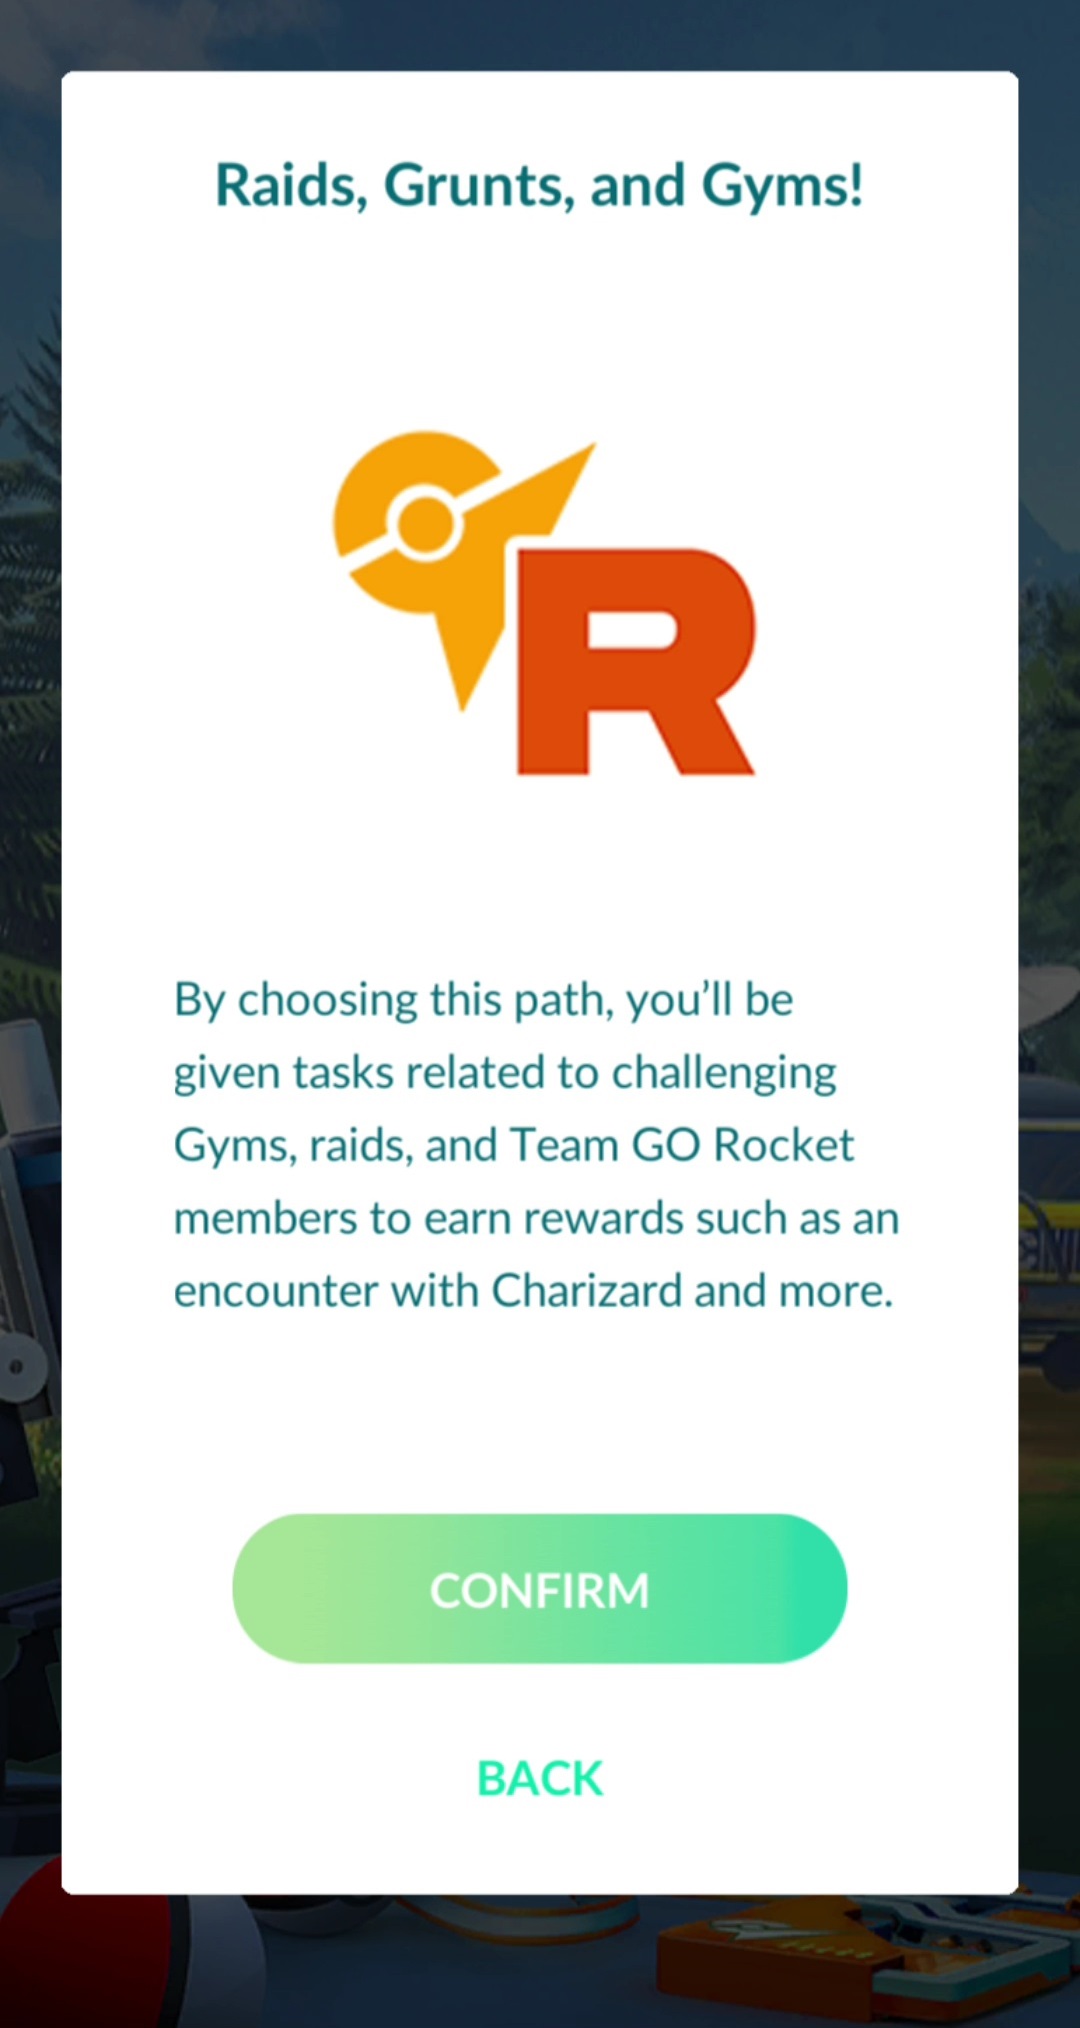 Raids, Grunts, and Gyms!
R
By choosing this path, you’ll be
given tasks related to challenging
Gyms, raids, and Team GO Rocket
members to earn rewards such as an
encounter with Charizard and more.
CONFIRM
BACK